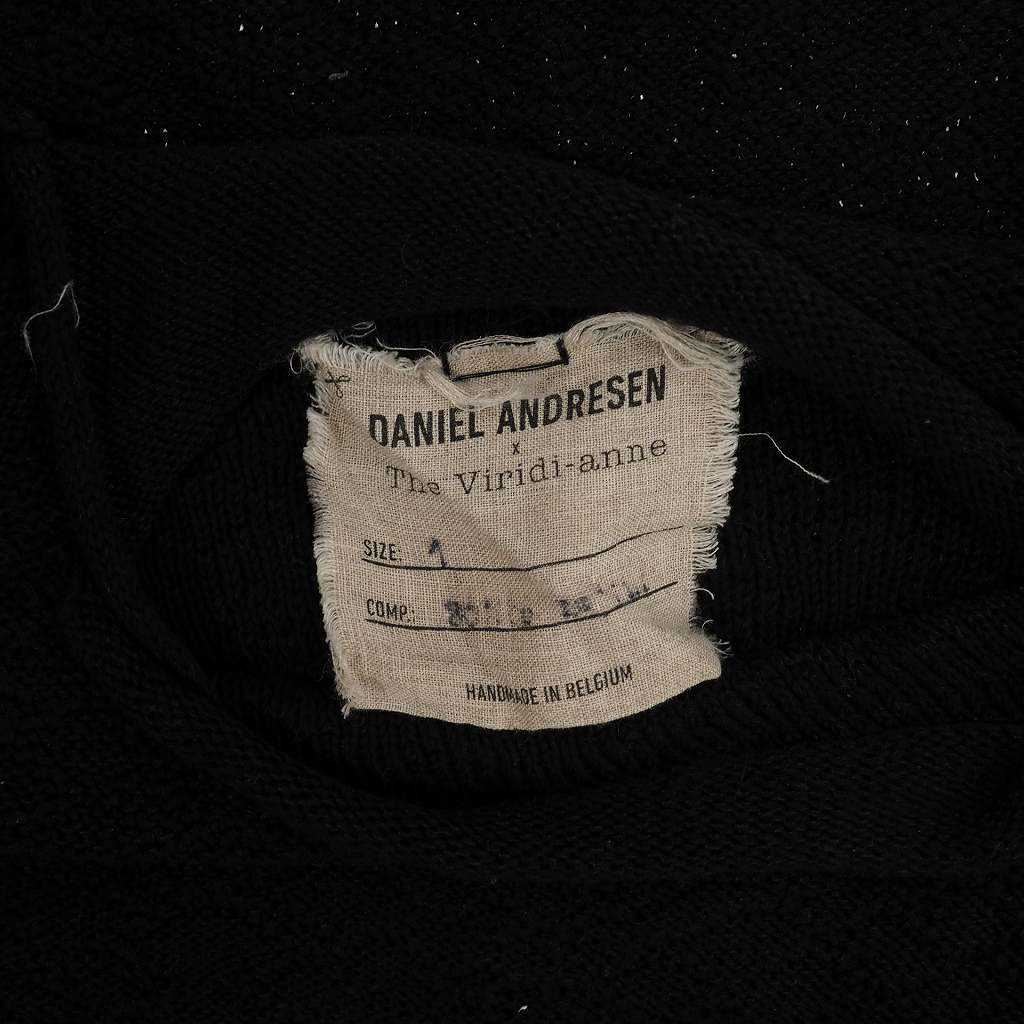 DANIEL ANDRESEN
x
The Viridi-anne
SIZE: 1
COMP.:
HANDMADE IN BELGIUM